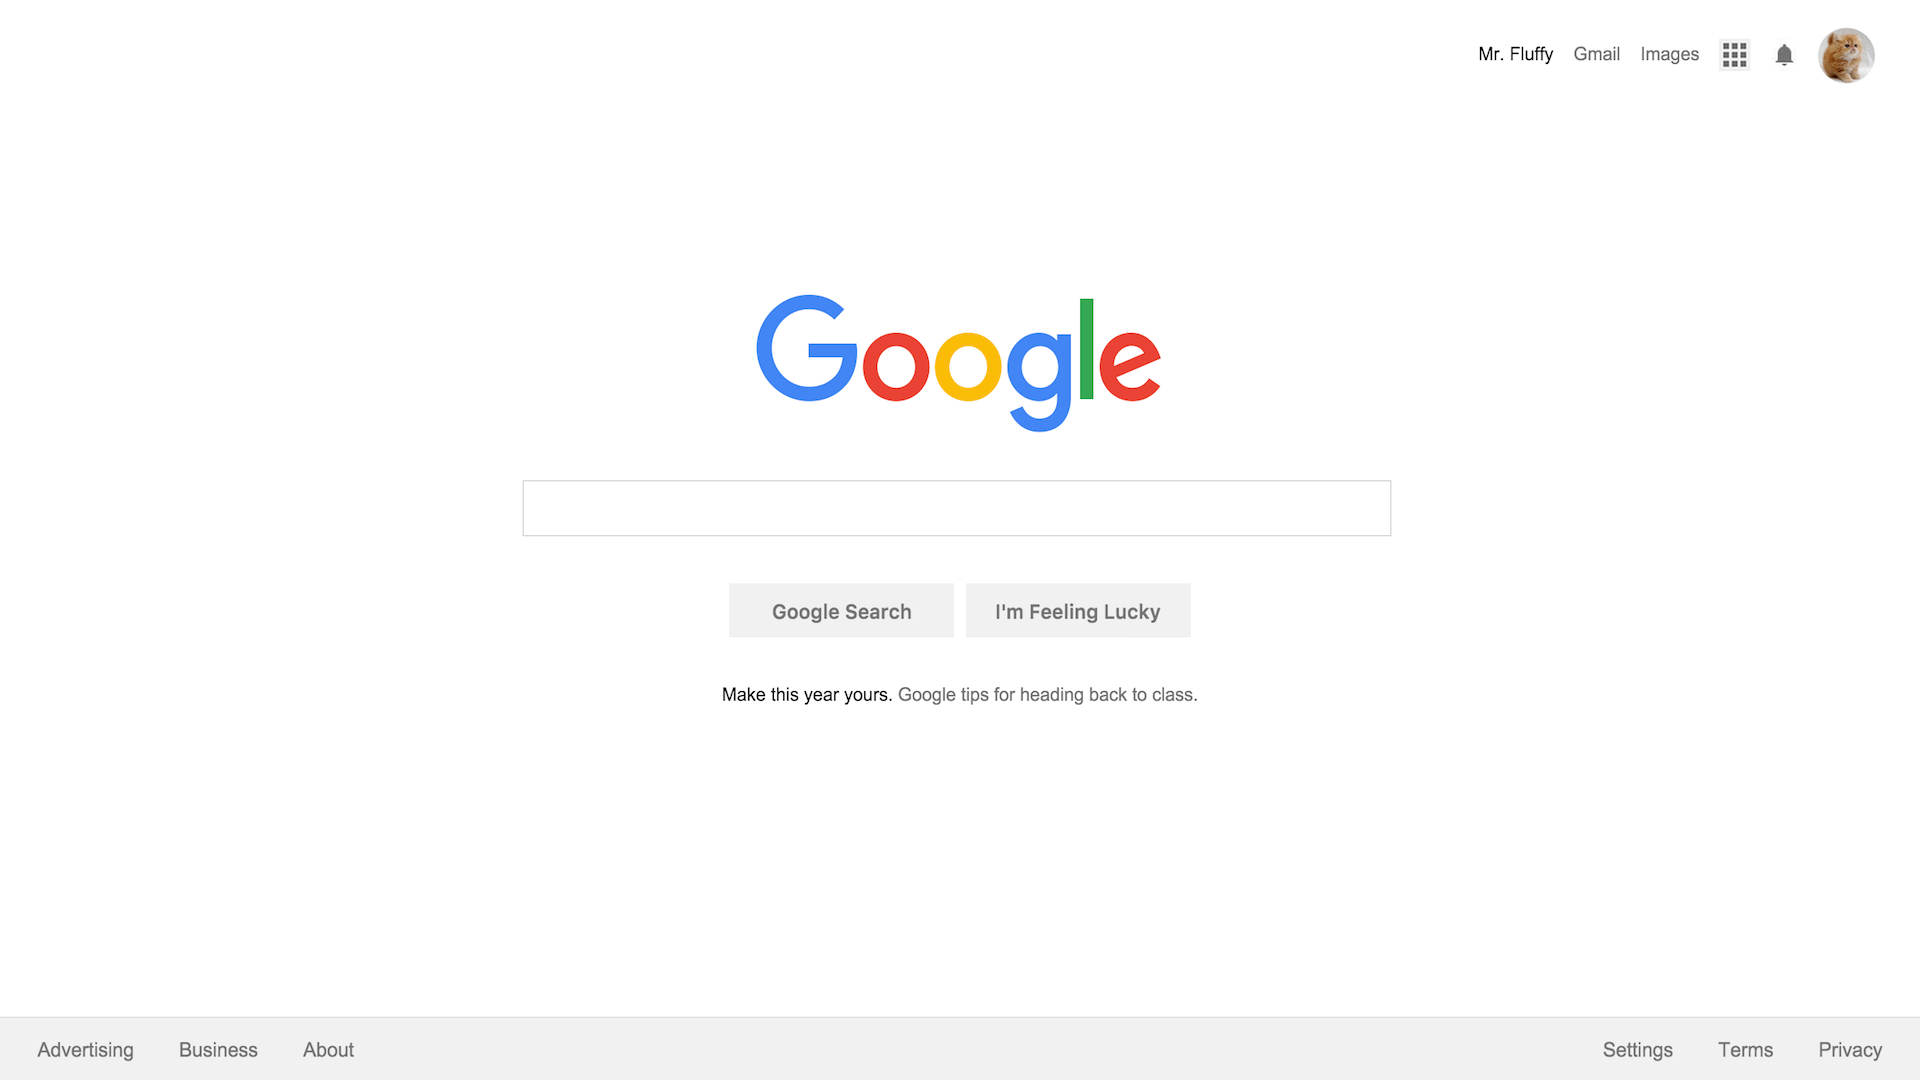 Mr. Fluffy Gmail Images
Google
Google Search I'm Feeling Lucky
Make this year yours. Google tips for heading back to class.
Advertising Business About Settings Terms Privacy